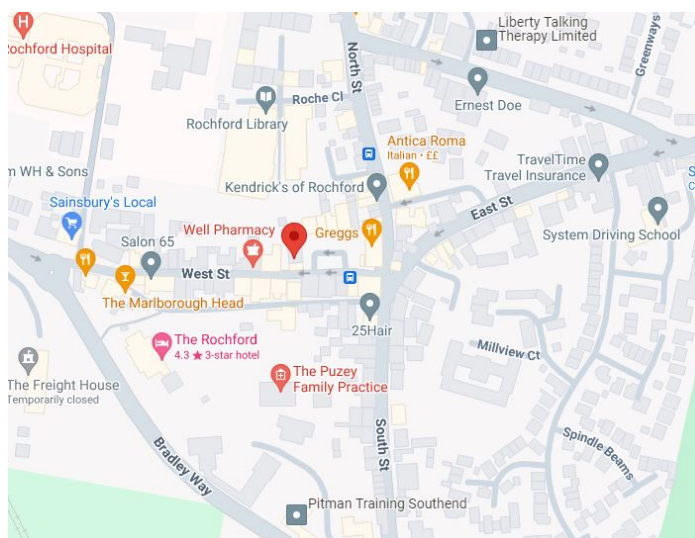 H
Rochford Hospital
Liberty Talking
Therapy Limited
North St
Greenways
Roche Cl
Ernest Doe
Rochford Library
Antica Roma
Italian • ££
TravelTime
Travel Insurance
m WH & Sons
Kendrick's of Rochford
East St
S
C
Sainsbury's Local
Well Pharmacy
Greggs
System Driving School
Salon 65
West St
The Marlborough Head
25Hair
The Rochford
4.3 ★ 3-star hotel
Millview Ct
The Freight House
Temporarily closed
The Puzey
Family Practice
Bradley Way
South St
Spindle Beams
Pitman Training Southend